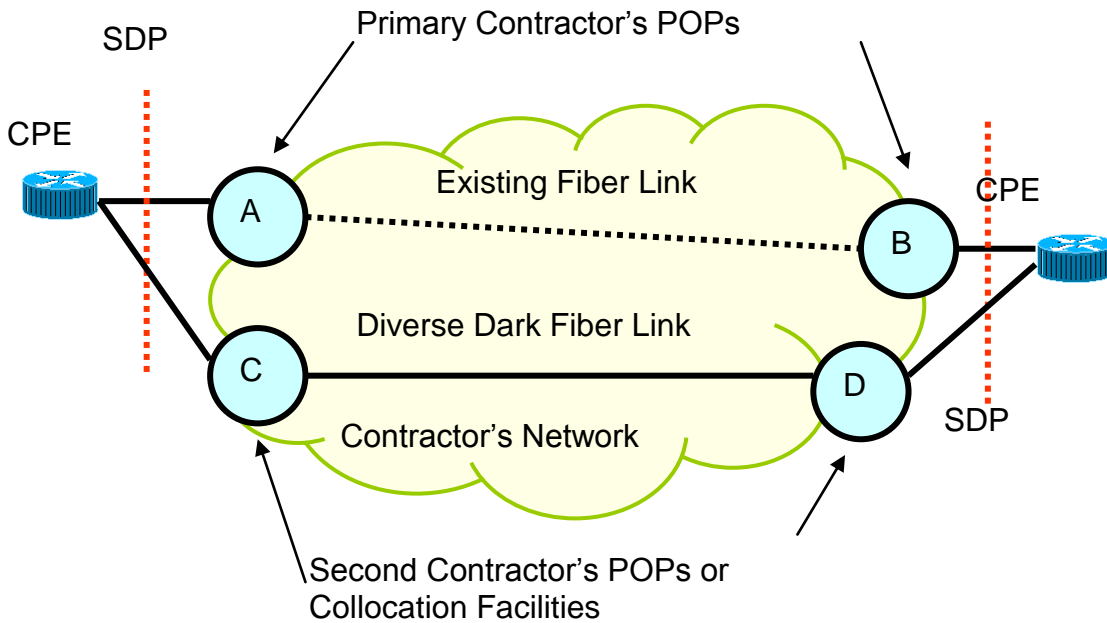 Primary Contractor's POPs
SDP
CPE
Existing Fiber Link
CPE
A
B
Diverse Dark Fiber Link
C
D
SDP
Contractor's Network
Second Contractor's POPs or
Collocation Facilities